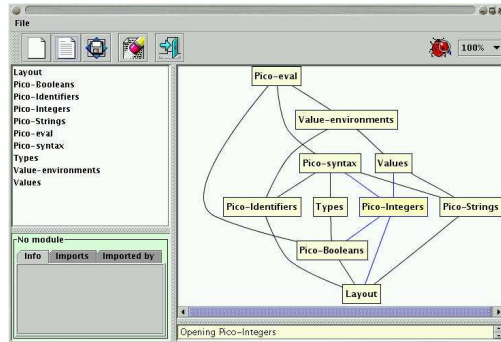 File
100%
Layout
Pico-Booleans
Pico-Identifiers
Pico-Integers
Pico-Strings
Pico-eval
Pico-syntax
Types
Value-environments
Values
Pico-eval
Value-environments
Pico-syntax
Values
Pico-Identifiers
Types
Pico-Integers
Pico-Strings
Pico-Booleans
Layout
No module
Info
Imports
Imported by
Opening Pico-Integers